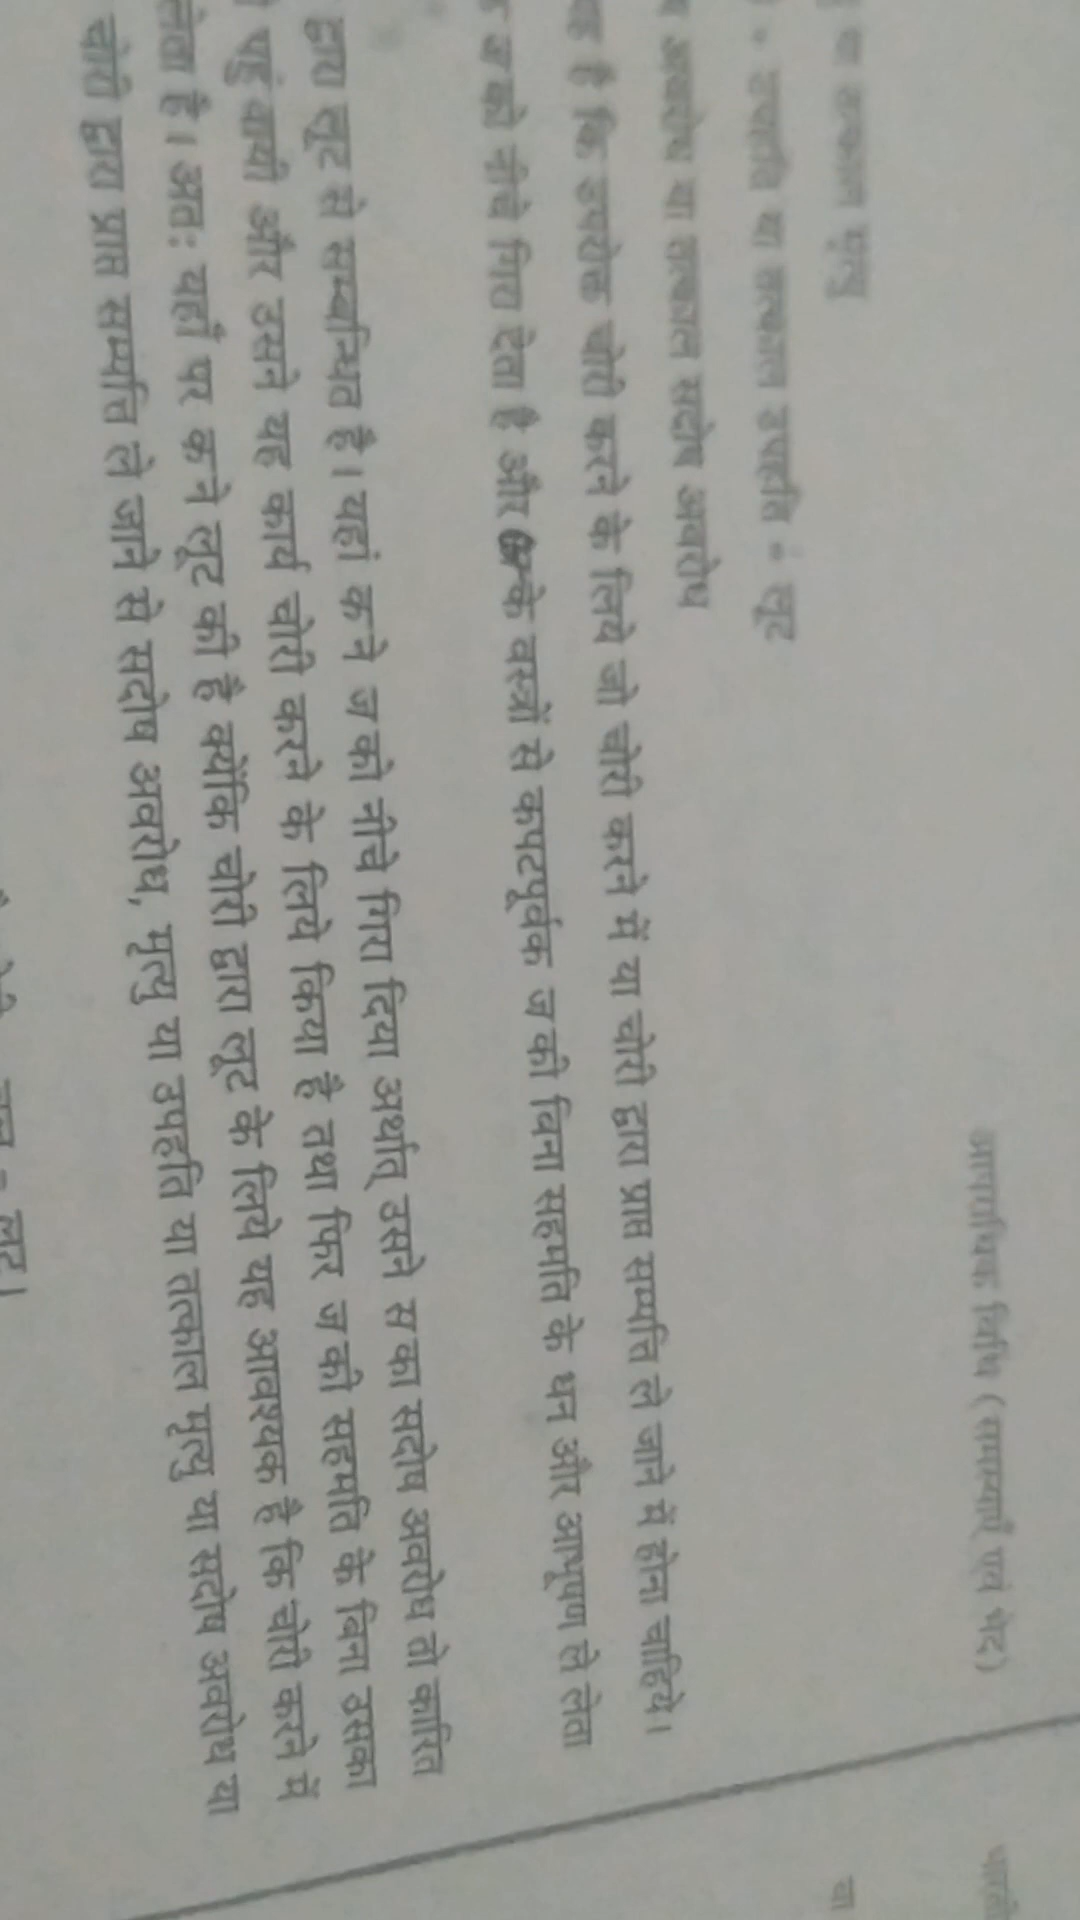 आपराधिक विधि (समस्याएँ एवं भेद)
या तत्काल मृत्यु
उपहति या तत्काल उपहति = लूट
अवरोध या तत्काल सदोष अवरोध
है कि उपरोक्त चोरी करने के लिये जो चोरी करने में या चोरी द्वारा प्राप्त सम्पत्ति ले जाने में होना चाहिये।
ज को नीचे गिरा देता है और के वस्त्रों से कपटपूर्वक ज की बिना सहमति के धन और आभूषण ले लेता
द्वारा लूट से सम्बन्धित है। यहां क ने ज को नीचे गिरा दिया अर्थात् उसने स का सदोष अवरोध तो कारित
पहुंचायी और उसने यह कार्य चोरी करने के लिये किया है तथा फिर ज की सहमति के बिना उसका
लेता है। अतः यहाँ पर क ने लूट की है क्योंकि चोरी द्वारा लूट के लिये यह आवश्यक है कि चोरी करने में
चोरी द्वारा प्राप्त सम्पत्ति ले जाने से सदोष अवरोध, मृत्यु या उपहति या तत्काल मृत्यु या सदोष अवरोध या
लूट।